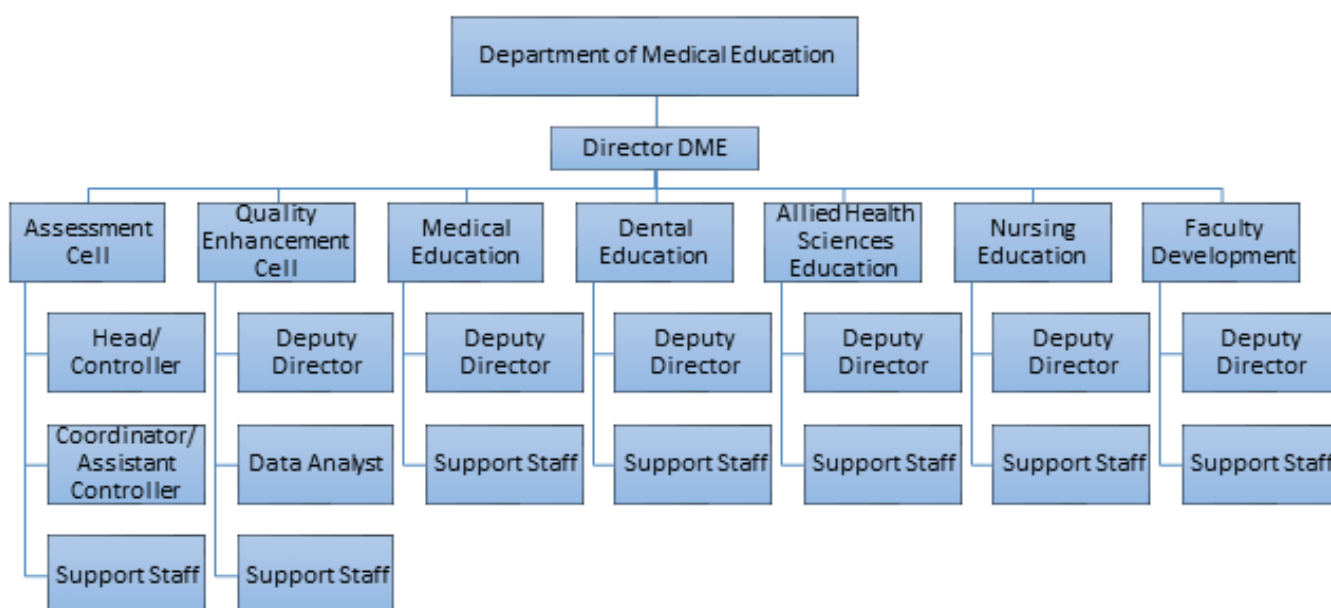 Department of Medical Education
Director DME
Assessment
Cell
Quality
Enhancement
Cell
Medical
Education
Dental
Education
Allied Health
Sciences
Education
Nursing
Education
Faculty
Development
Head/
Controller
Deputy
Director
Deputy
Director
Deputy
Director
Deputy
Director
Deputy
Director
Deputy
Director
Coordinator/
Assistant
Controller
Data Analyst
Support Staff
Support Staff
Support Staff
Support Staff
Support Staff
Support Staff
Support Staff